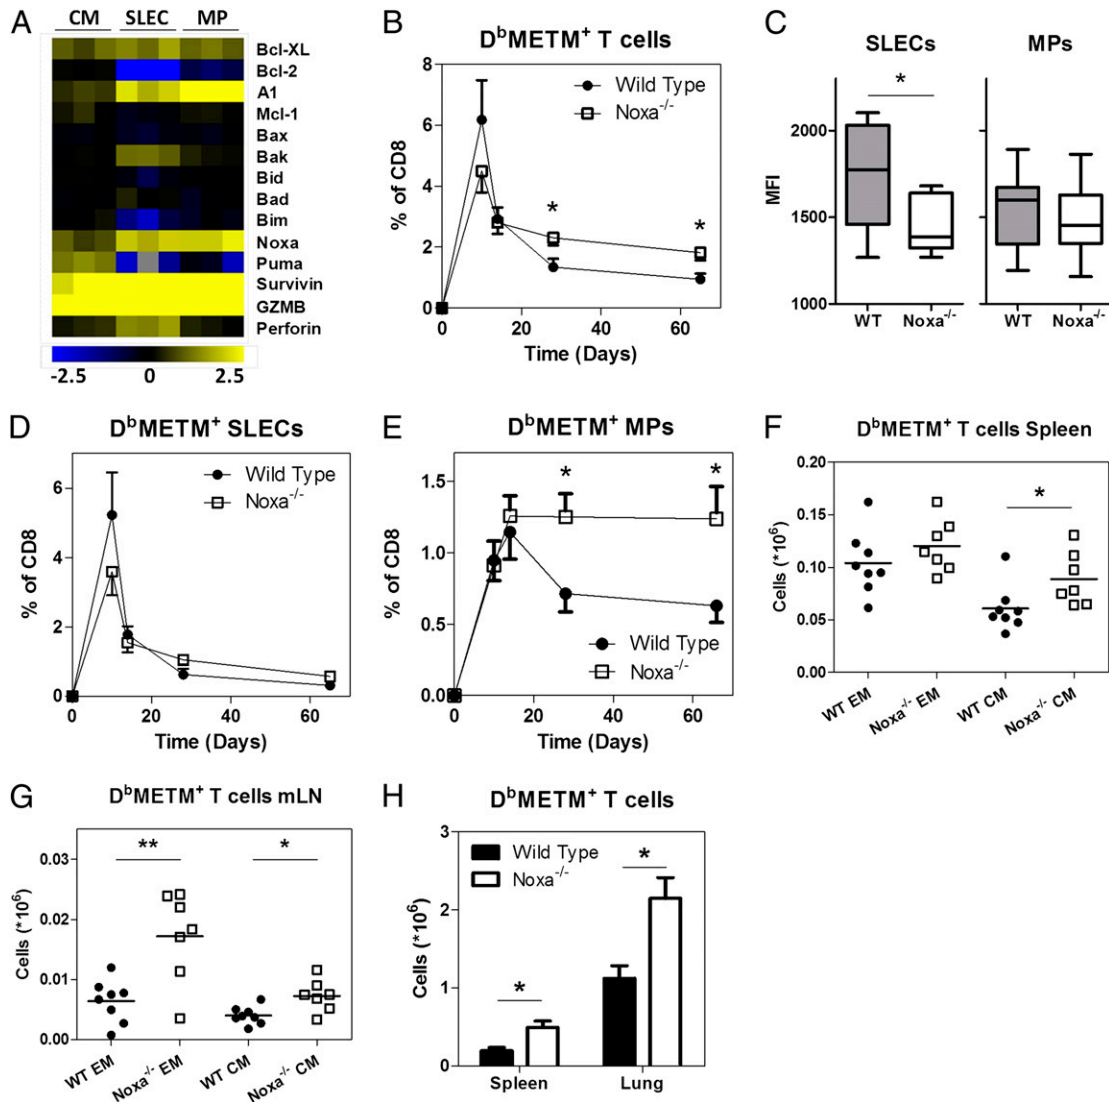 A
CM SLEC MP
Bcl-XL
Bcl-2
A1
Mcl-1
Bax
Bak
Bid
Bad
Bim
Noxa
Puma
Survivin
GZMB
Perforin
-2.5 0 2.5
B
DᵇMETM⁺ T cells
Wild Type
Noxa⁻/⁻
% of CD8
8
6
4
2
0
* *
0 20 40 60
Time (Days)
C
SLECs MPs
*
MFI
2000
1500
1000
WT Noxa⁻/⁻ WT Noxa⁻/⁻
D
DᵇMETM⁺ SLECs
Wild Type
Noxa⁻/⁻
% of CD8
6
4
2
0
0 20 40 60
Time (Days)
E
DᵇMETM⁺ MPs
* *
% of CD8
1.5
1.0
0.5
0.0
Wild Type
Noxa⁻/⁻
0 20 40 60
Time (Days)
F
DᵇMETM⁺ T cells Spleen
*
Cells (*10⁶)
0.20
0.15
0.10
0.05
0.00
WT EM Noxa⁻/⁻ EM WT CM Noxa⁻/⁻ CM
G
DᵇMETM⁺ T cells mLN
** *
Cells (*10⁶)
0.03
0.02
0.01
0.00
WT EM Noxa⁻/⁻ EM WT CM Noxa⁻/⁻ CM
H
DᵇMETM⁺ T cells
Wild Type
Noxa⁻/⁻
* *
Cells (*10⁶)
3
2
1
0
Spleen Lung